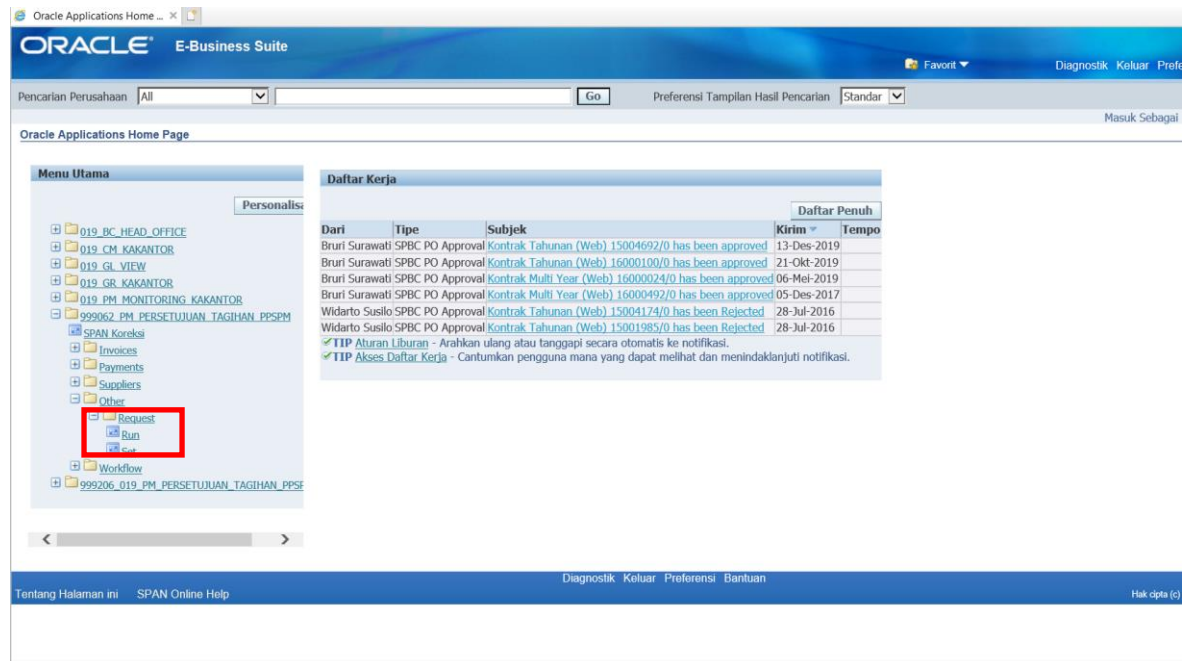 Oracle Applications Home ...
ORACLE E-Business Suite
Favorit Diagnostik Keluar
Pencarian Perusahaan All Go Preferensi Tampilan Hasil Pencarian Standar
Masuk Sebagai
Oracle Applications Home Page
Menu Utama
Personalisa
019_BC_HEAD_OFFICE
019_CM_KAKANTOR
019_GL_VIEW
019_GR_KAKANTOR
019_PM_MONITORING_KAKANTOR
999062_PM_PERSETUJUAN_TAGIHAN_PPSPM
SPAN Koreksi
Invoices
Payments
Suppliers
Other
Request
Run
Set
Workflow
999206_019_PM_PERSETUJUAN_TAGIHAN_PPSP
Daftar Kerja
Daftar Penuh
Dari Tipe Subjek Kirim Tempo
Bruri Surawati SPBC PO Approval Kontrak Tahunan (Web) 15004692/0 has been approved 13-Des-2019
Bruri Surawati SPBC PO Approval Kontrak Tahunan (Web) 16000100/0 has been approved 21-Okt-2019
Bruri Surawati SPBC PO Approval Kontrak Multi Year (Web) 16000024/0 has been approved 06-Mei-2019
Bruri Surawati SPBC PO Approval Kontrak Multi Year (Web) 16000492/0 has been approved 05-Des-2017
Widarto Susilo SPBC PO Approval Kontrak Tahunan (Web) 15004174/0 has been Rejected 28-Jul-2016
Widarto Susilo SPBC PO Approval Kontrak Tahunan (Web) 15001985/0 has been Rejected 28-Jul-2016
TIP Aturan Liburan - Arahkan ulang atau tanggapi secara otomatis ke notifikasi.
TIP Akses Daftar Kerja - Cantumkan pengguna mana yang dapat melihat dan menindaklanjuti notifikasi.
Diagnostik Keluar Preferensi Bantuan
Tentang Halaman ini SPAN Online Help Hak cipta (c)